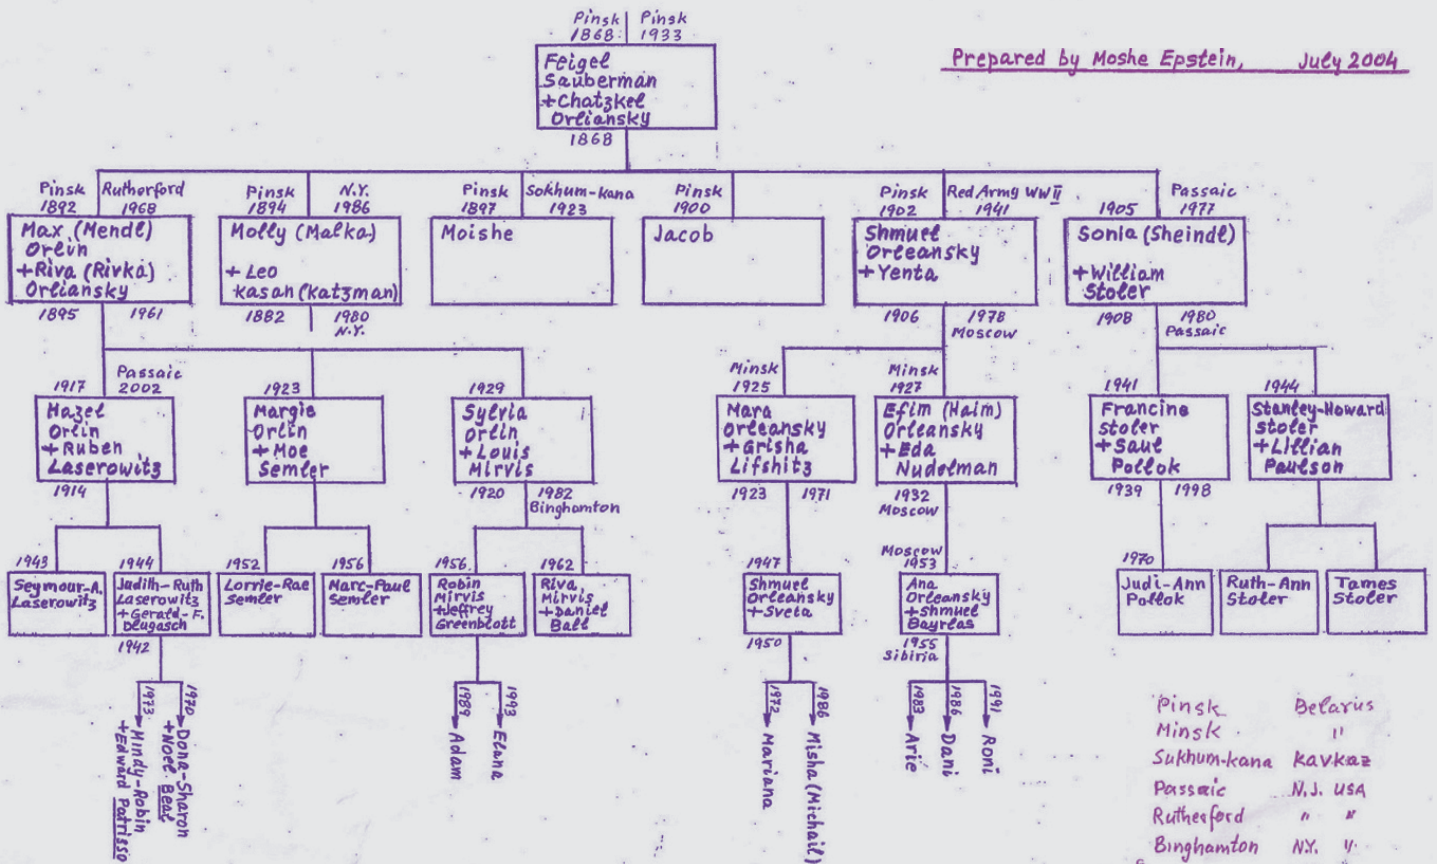 Pinsk Pinsk
1868 1933
Prepared by Moshe Epstein, July 2004
Feigel
Sauberman
+Chatzkel
Orliansky
1868
Pinsk Rutherford
1892 1968
Max (Mendl)
Orlin
+Riva (Rivka)
Orliansky
1895 1961
Pinsk N.Y.
1894 1986
Molly (Malka)
+ Leo
Kasan (Katzman)
1882 1980
N.Y.
Pinsk Sokhum-kana
1897 1923
Moishe
Pinsk
1900
Jacob
Pinsk Red Army WW II
1902 1941
Shmuel
Orleansky
+ Yenta
1906 1978
Moscow
Passaic
1905 1977
Sonia (Sheindl)
+ William
Stoler
1908 1980
Passaic
Passaic
1917 2002
Hazel
Orlin
+ Ruben
Laserowitz
1914
1923
Margie
Orlin
+ Moe
Semler
1929
Sylvia
Orlin
+ Louis
Mirvis
1920 1982
Binghamton
Minsk
1925
Mara
Orleansky
+ Grisha
Lifshitz
1923 1971
Minsk
1927
Efim (Haim)
Orleansky
+ Eda
Nudelman
1932
Moscow
1941
Francine
Stoler
+ Saul
Pollok
1939 1998
1944
Stanley-Howard
Stoler
+ Lillian
Paulson
1943
Seymour-A.
Laserowitz
1944
Judith-Ruth
Laserowitz
+Gerald-F.
Dlugasch
1942
1952
Lorrie-Rae
Semler
1956
Marc-Paul
Semler
1956
Robin
Mirvis
+Jeffrey
Greenblott
1962
Riva
Mirvis
+ Daniel
Ball
1947
Shmuel
Orleansky
+ Sveta
1950
Moscow
1953
Ana
Orleansky
+ Shmuel
Bayrlas
1955
Sibiria
1970
Judi-Ann
Pollok
Ruth-Ann
Stoler
Tames
Stoler
1973
Mindy-Robin
+Edward Patrisso
1970
Dona-Sharon
+Noel Beal
1989
Adam
1993
Elana
1972
Mariana
1986
Misha (Michail)
1983
Arie
1986
Dani
1991
Roni
Pinsk Belarus
Minsk "
Sukhum-kana Kavkaz
Passaic N.J. USA
Rutherford " "
Binghamton NY. "